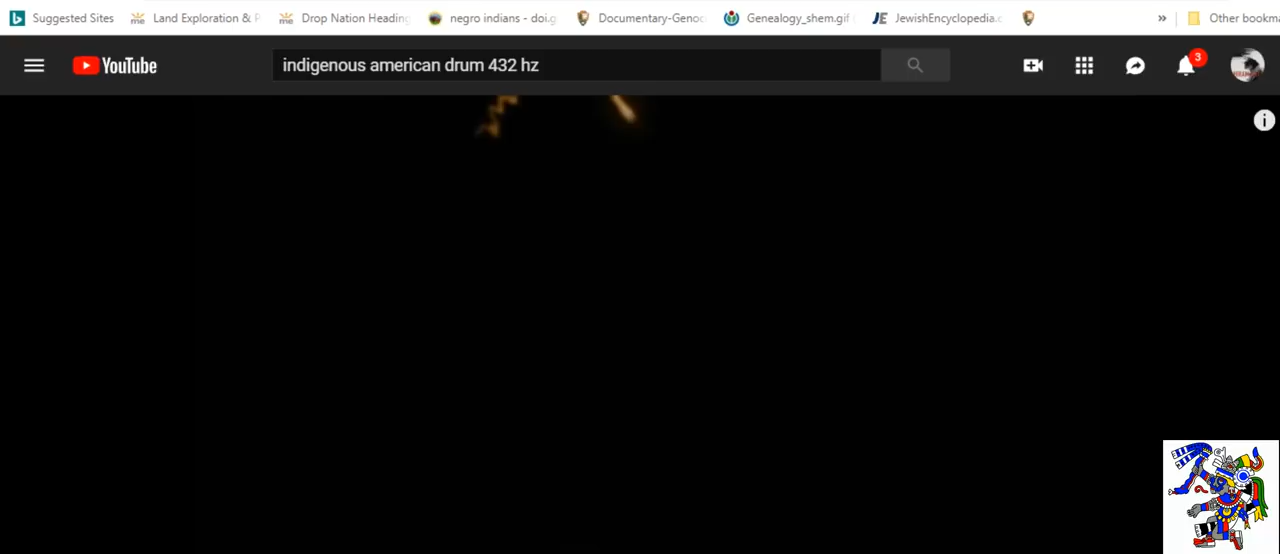 Suggested Sites Land Exploration & Drop Nation Heading negro indians - doi.g Documentary-Genoc Genealogy_shem.gif JewishEncyclopedia.c » Other bookma
YouTube indigenous american drum 432 hz 3